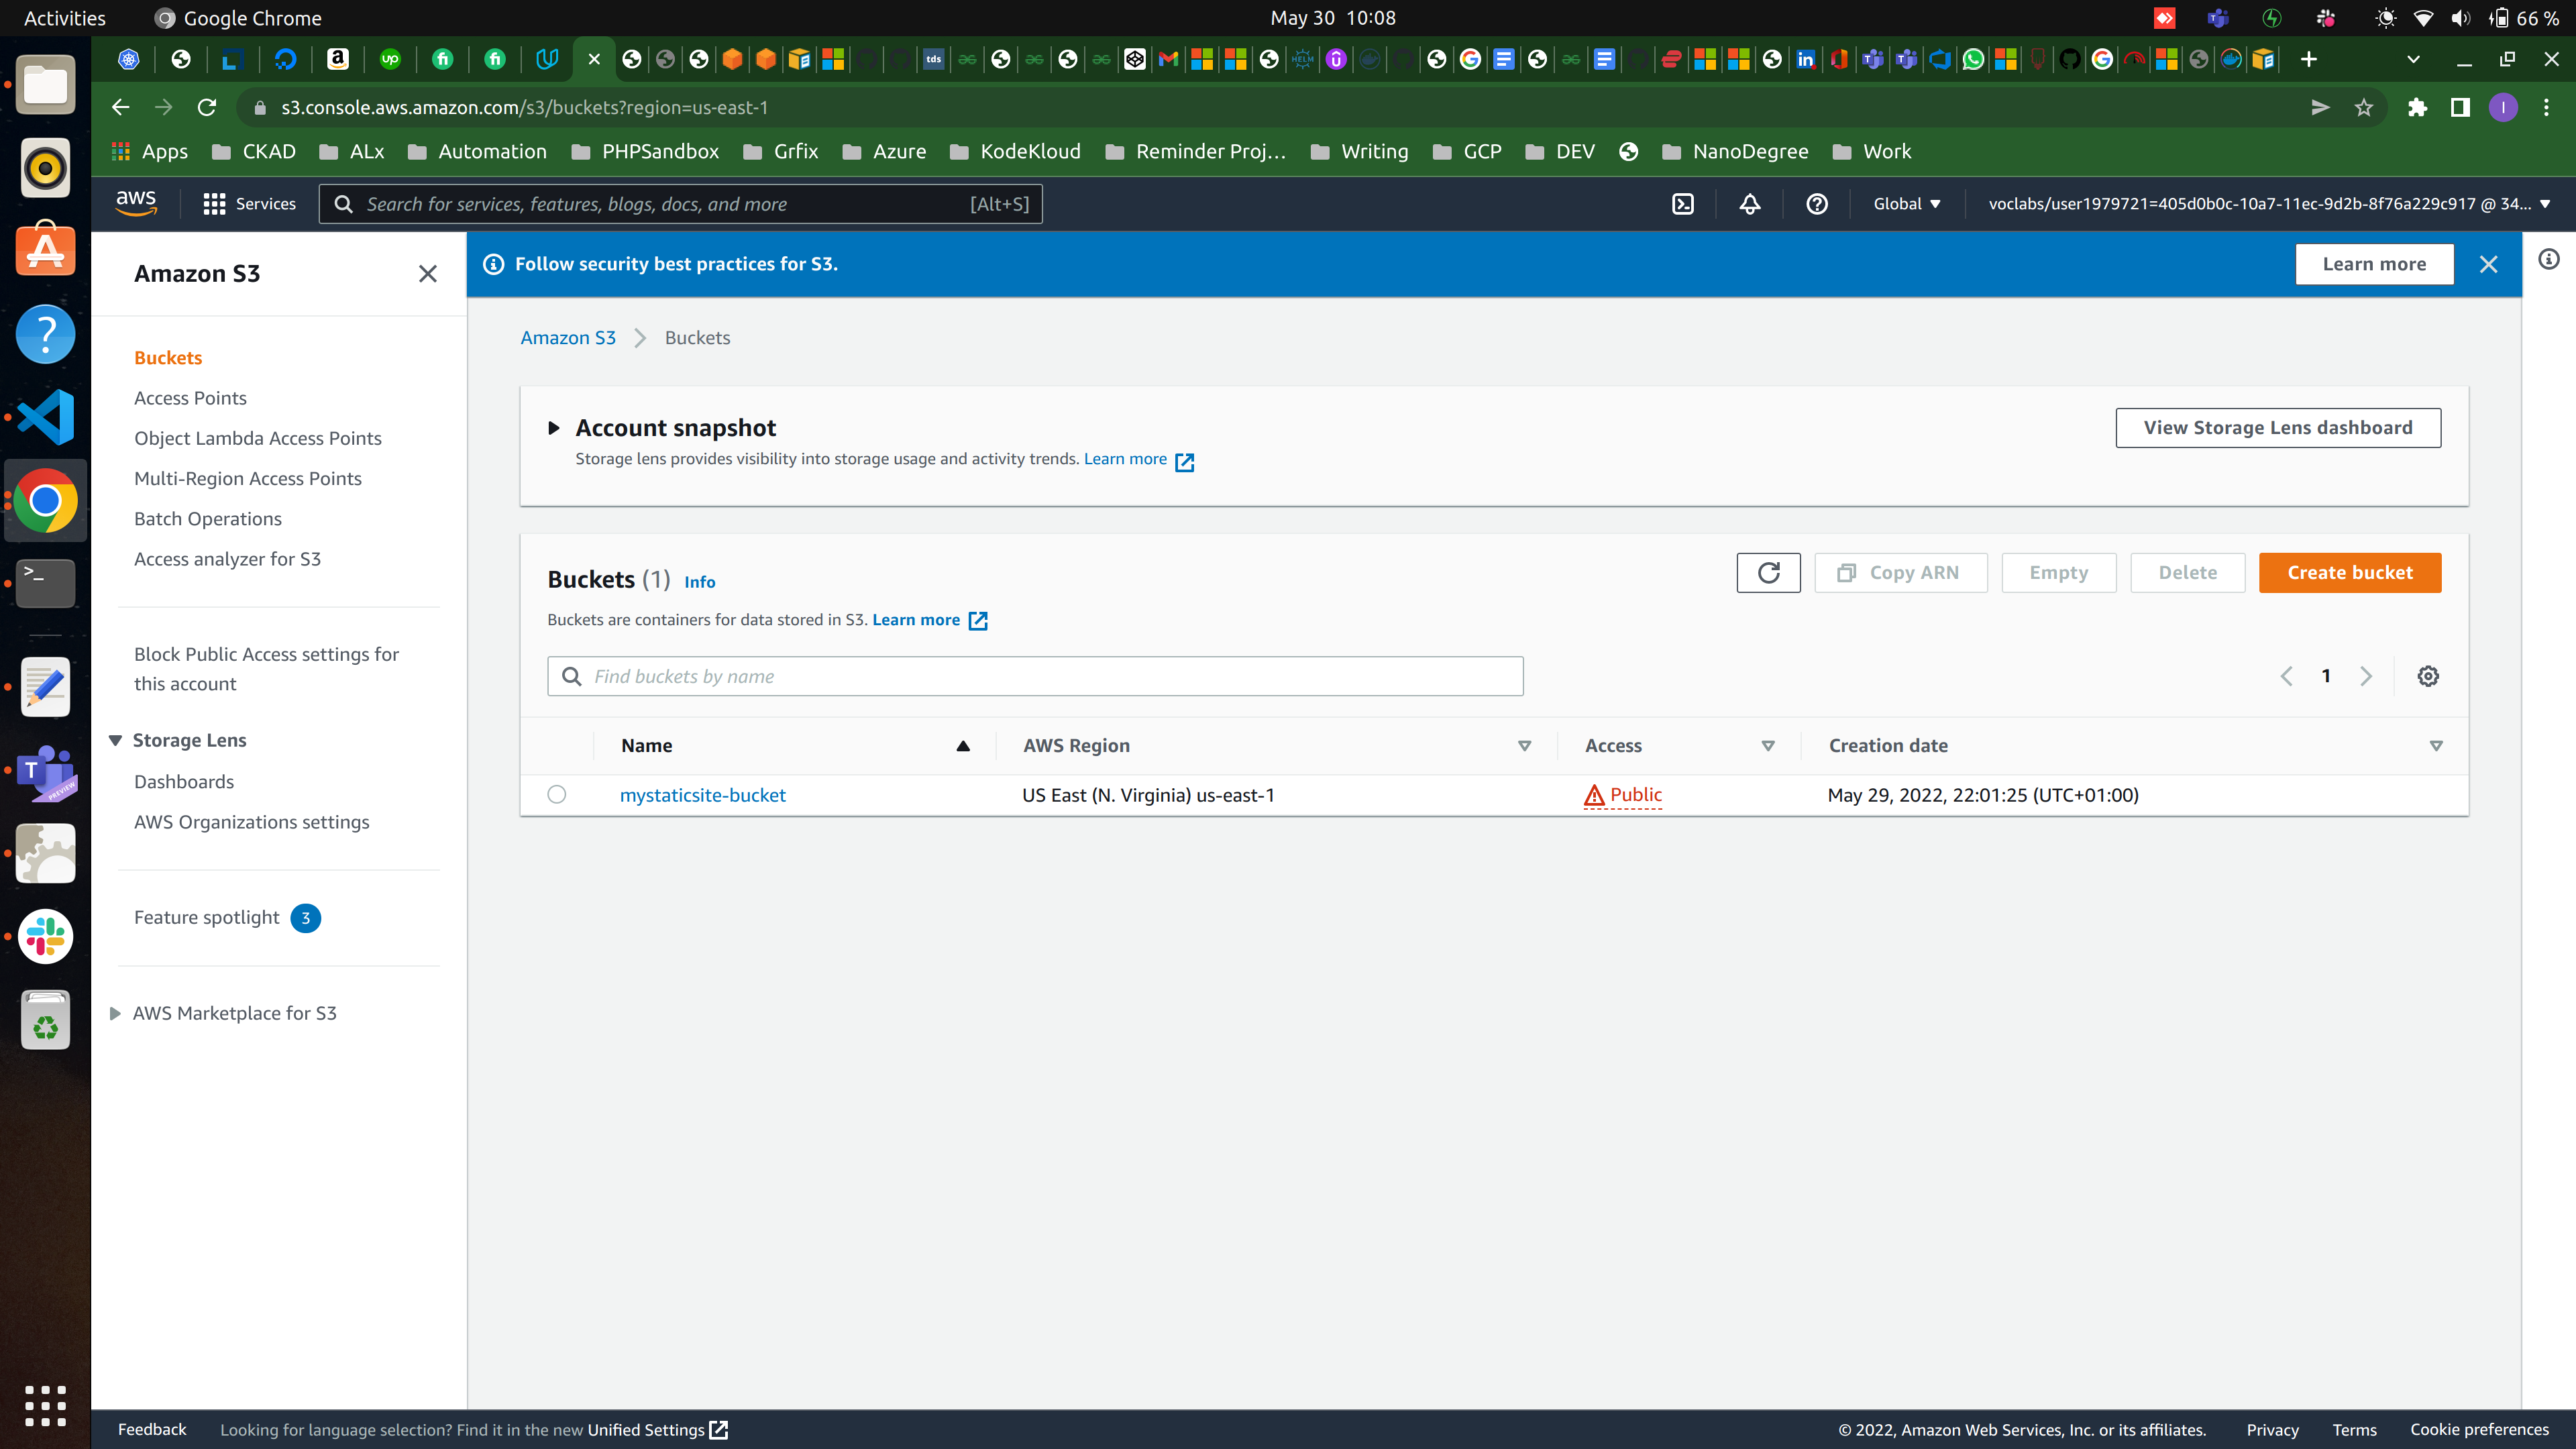 Activities Google Chrome May 30 10:08 66 %
s3.console.aws.amazon.com/s3/buckets?region=us-east-1
Apps CKAD ALx Automation PHPSandbox Grfix Azure KodeKloud Reminder Proj… Writing GCP DEV NanoDegree Work
aws Services Search for services, features, blogs, docs, and more [Alt+S] Global voclabs/user1979721=405d0b0c-10a7-11ec-9d2b-8f76a229c917 @ 34...
Amazon S3
Buckets
Access Points
Object Lambda Access Points
Multi-Region Access Points
Batch Operations
Access analyzer for S3
Block Public Access settings for
this account
Storage Lens
Dashboards
AWS Organizations settings
Feature spotlight 3
AWS Marketplace for S3
Follow security best practices for S3. Learn more
Amazon S3 Buckets
Account snapshot View Storage Lens dashboard
Storage lens provides visibility into storage usage and activity trends. Learn more
Buckets (1) Info Copy ARN Empty Delete Create bucket
Buckets are containers for data stored in S3. Learn more
Find buckets by name 1
Name AWS Region Access Creation date
mystaticsite-bucket US East (N. Virginia) us-east-1 Public May 29, 2022, 22:01:25 (UTC+01:00)
Feedback Looking for language selection? Find it in the new Unified Settings © 2022, Amazon Web Services, Inc. or its affiliates. Privacy Terms Cookie preferences